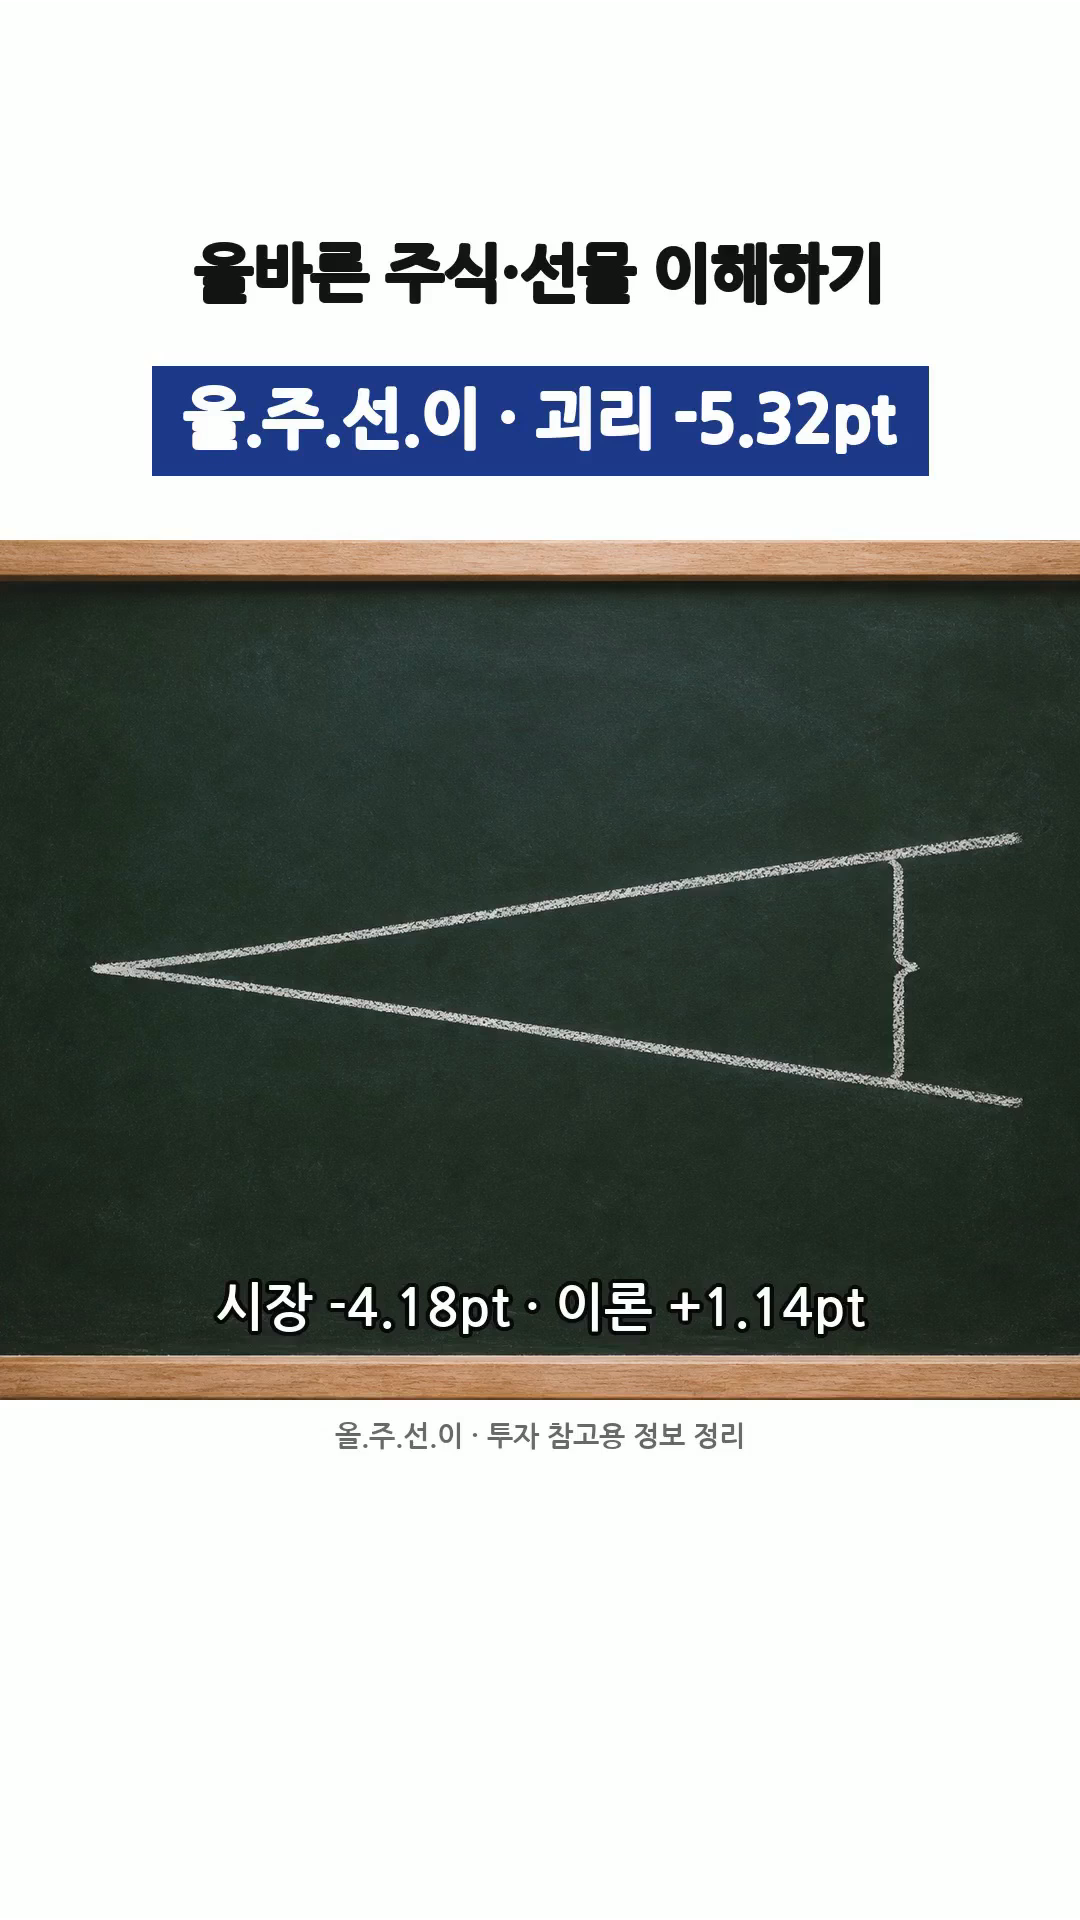 올바른 주식·선물 이해하기
올.주.선.이 · 괴리 -5.32pt
시장 -4.18pt · 이론 +1.14pt
올.주.선.이 · 투자 참고용 정보 정리